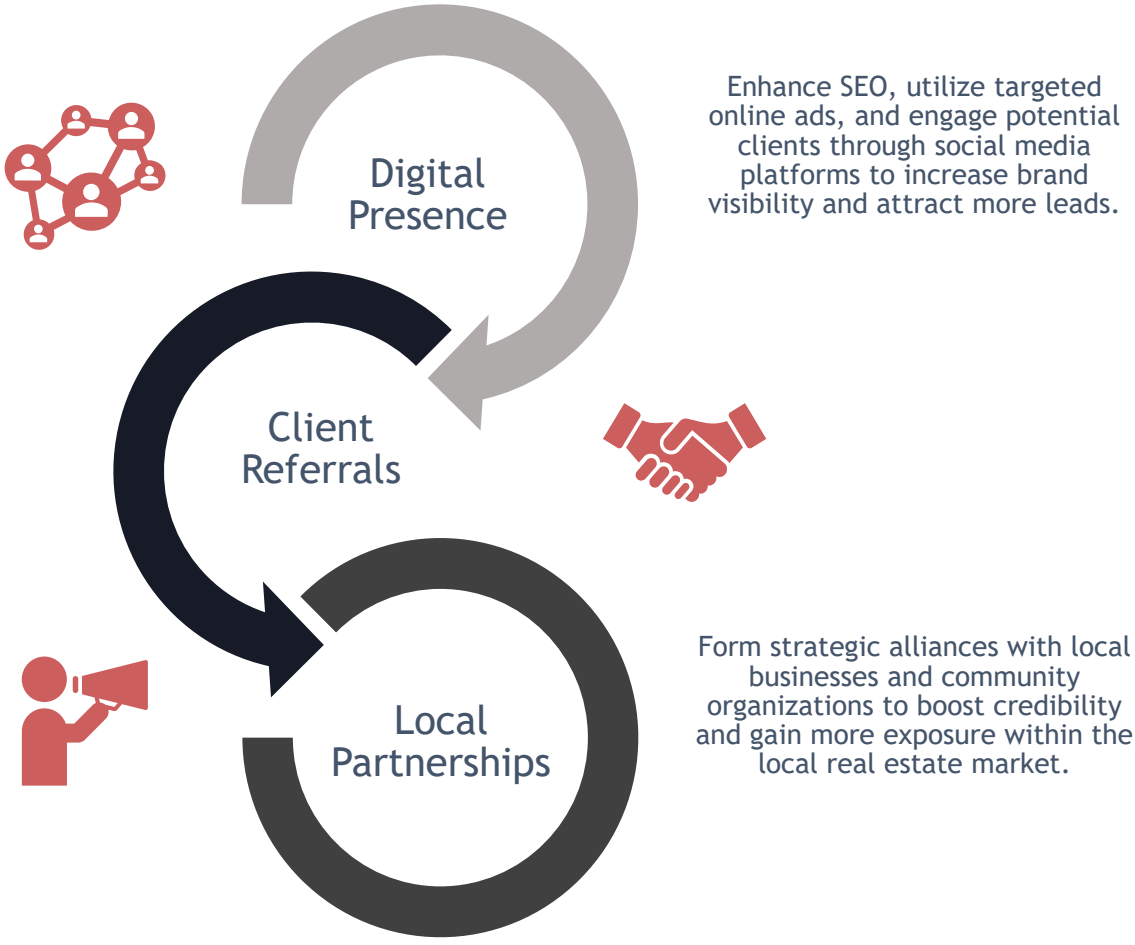 Digital
Presence
Enhance SEO, utilize targeted
online ads, and engage potential
clients through social media
platforms to increase brand
visibility and attract more leads.
Client
Referrals
Local
Partnerships
Form strategic alliances with local
businesses and community
organizations to boost credibility
and gain more exposure within the
local real estate market.